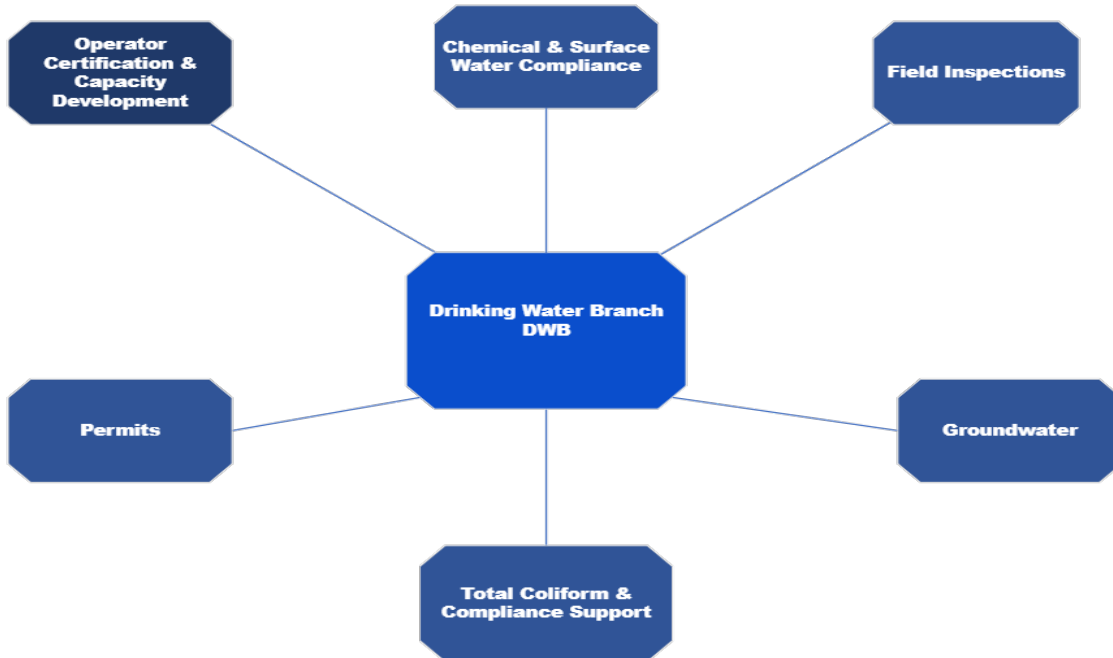 Operator
Certification &
Capacity
Development
Chemical & Surface
Water Compliance
Field Inspections
Drinking Water Branch
DWB
Permits
Groundwater
Total Coliform &
Compliance Support